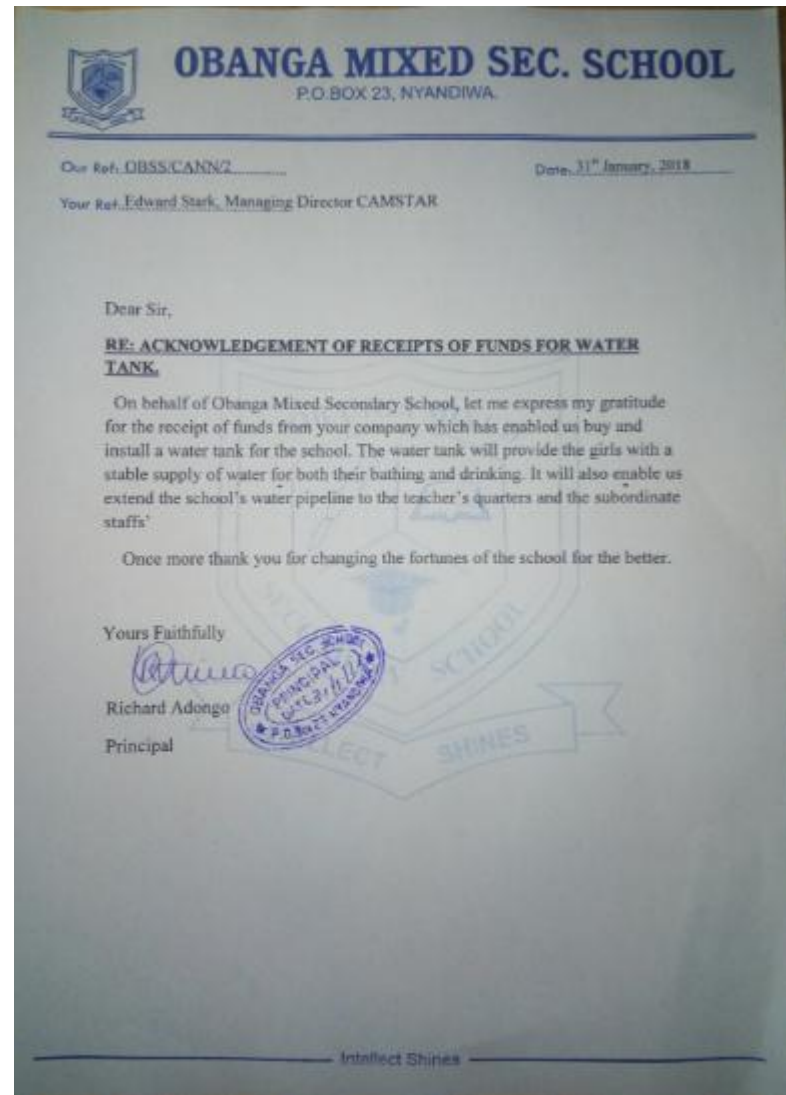 OBANGA MIXED SEC. SCHOOL
P.O.BOX 23, NYANDIWA.
Our Ref: OBSS/CANN/2
Date: 31st January, 2018
Your Ref: Edward Stark, Managing Director CAMSTAR
Dear Sir,
RE: ACKNOWLEDGEMENT OF RECEIPTS OF FUNDS FOR WATER
TANK.
On behalf of Obanga Mixed Secondary School, let me express my gratitude
for the receipt of funds from your company which has enabled us buy and
install a water tank for the school. The water tank will provide the girls with a
stable supply of water for both their bathing and drinking. It will also enable us
extend the school's water pipeline to the teacher's quarters and the subordinate
staffs'
Once more thank you for changing the fortunes of the school for the better.
Yours Faithfully
Richard Adongo
Principal
OBANGA SEC. SCHOOL
PRINCIPAL
DATE
P.O. Box 23 NYANDIWA
SCHOOL
SHINES
Intellect Shines